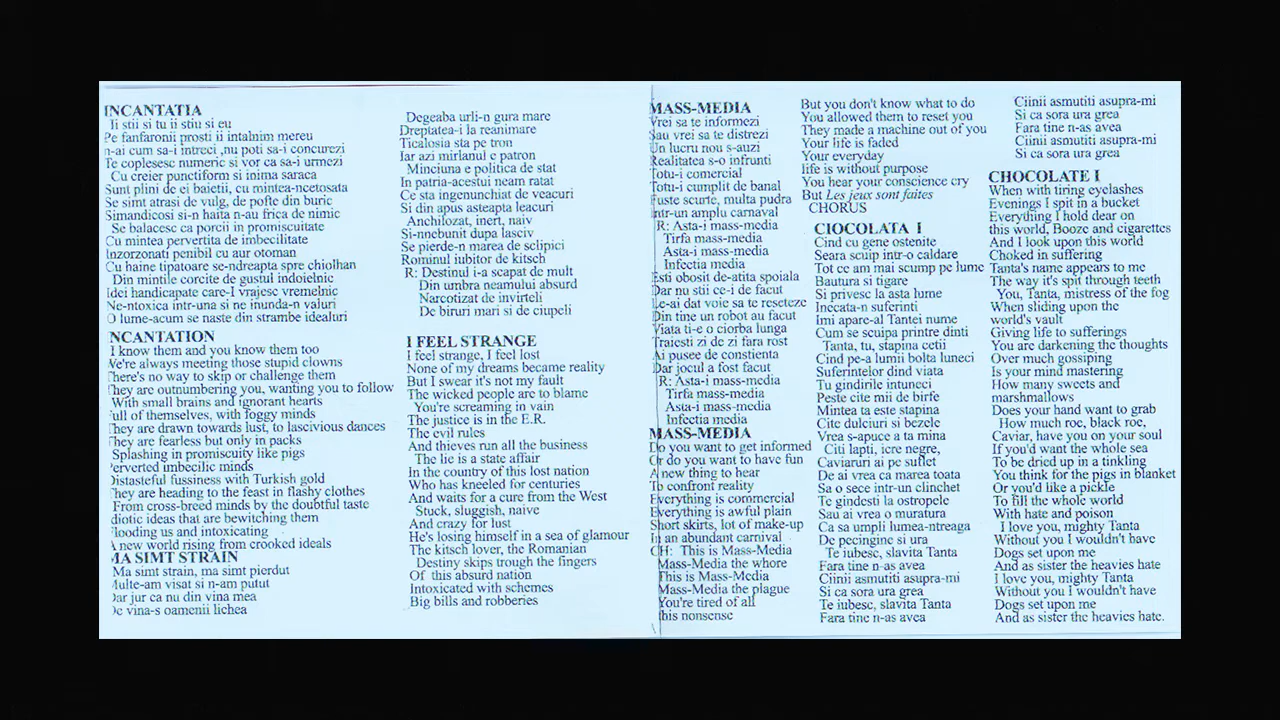 INCANTATIA
Ii stii si tu ii stiu si eu
Pe fanfaronii prosti ii intalnim mereu
n-ai cum sa-i intreci ,nu poti sa-i concurezi
Te coplesesc numeric si vor ca sa-i urmezi
Cu creier punctiform si inima saraca
Sunt plini de ei baietii, cu mintea-ncetosata
Se simt atrasi de vulg, de pofte din buric
Simandicosi si-n haita n-au frica de nimic
Se balacesc ca porcii in promiscuitate
Cu mintea pervertita de imbecilitate
Inzorzonati penibil cu aur otoman
Cu haine tipatoare se-ndreapta spre chiolhan
Din mintile corcite de gustul indoielnic
Idei handicapate care-I vrajesc vremelnic
Ne-ntoxica intr-una si ne inunda-n valuri
O lume-acum se naste din strambe idealuri
NCANTATION
I know them and you know them too
We're always meeting those stupid clowns
There's no way to skip or challenge them
They are outnumbering you, wanting you to follow
With small brains and ignorant hearts
Full of themselves, with foggy minds
They are drawn towards lust, to lascivious dances
They are fearless but only in packs
Splashing in promiscuity like pigs
erverted imbecilic minds
Distasteful fussiness with Turkish gold
They are heading to the feast in flashy clothes
From cross-breed minds by the doubtful taste
diotic ideas that are bewitching them
looding us and intoxicating
A new world rising from crooked ideals
MA SIMT STRAIN
Ma simt strain, ma simt pierdut
Multe-am visat si n-am putut
Dar jur ca nu din vina mea
De vina-s oamenii lichea
Degeaba urli-n gura mare
Dreptatea-i la reanimare
Ticalosia sta pe tron
Iar azi mirlanul e patron
Minciuna e politica de stat
In patria-acestui neam ratat
Ce sta ingenunchiat de veacuri
Si din apus asteapta leacuri
Anchilozat, inert, naiv
Si-nnebunit dupa lasciv
Se pierde-n marea de sclipici
Rominul iubitor de kitsch
R: Destinul i-a scapat de mult
Din umbra neamului absurd
Narcotizat de invirteli
De biruri mari si de ciupeli
I FEEL STRANGE
I feel strange, I feel lost
None of my dreams became reality
But I swear it's not my fault
The wicked people are to blame
You're screaming in vain
The justice is in the E.R.
The evil rules
And thieves run all the business
The lie is a state affair
In the country of this lost nation
Who has kneeled for centuries
And waits for a cure from the West
Stuck, sluggish, naive
And crazy for lust
He's losing himself in a sea of glamour
The kitsch lover, the Romanian
Destiny skips trough the fingers
Of this absurd nation
Intoxicated with schemes
Big bills and robberies
MASS-MEDIA
Vrei sa te informezi
Sau vrei sa te distrezi
Un lucru nou s-auzi
Realitatea s-o infrunti
Totu-i comercial
Totu-i cumplit de banal
Fuste scurte, multa pudra
Intr-un amplu carnaval
R: Asta-i mass-media
Tirfa mass-media
Asta-i mass-media
Infectia media
Esti obosit de-atita spoiala
Dar nu stii ce-i de facut
Le-ai dat voie sa te reseteze
Din tine un robot au facut
Viata ti-e o ciorba lunga
Traiesti zi de zi fara rost
Ai pusee de constienta
Dar jocul a fost facut
R: Asta-i mass-media
Tirfa mass-media
Asta-i mass-media
Infectia media
MASS-MEDIA
Do you want to get informed
Or do you want to have fun
A new thing to hear
To confront reality
Everything is commercial
Everything is awful plain
Short skirts, lot of make-up
In an abundant carnival
CH: This is Mass-Media
Mass-Media the whore
This is Mass-Media
Mass-Media the plague
You're tired of all
this nonsense
But you don't know what to do
You allowed them to reset you
They made a machine out of you
Your life is faded
Your everyday
life is without purpose
You hear your conscience cry
But Les jeux sont faites
CHORUS
CIOCOLATA I
Cind cu gene ostenite
Seara scuip intr-o caldare
Tot ce am mai scump pe lume
Bautura si tigare
Si privesc la asta lume
Inecata-n suferinti
Imi apare-al Tantei nume
Cum se scuipa printre dinti
Tanta, tu, stapina cetii
Cind pe-a lumii bolta luneci
Suferintelor dind viata
Tu gindirile intuneci
Peste cite mii de birfe
Mintea ta este stapina
Cite dulciuri si bezele
Vrea s-apuce a ta mina
Citi lapti, icre negre,
Caviaruri ai pe suflet
De ai vrea ca marea toata
Sa o sece intr-un clinchet
Te gindesti la ostropele
Sau ai vrea o muratura
Ca sa umpli lumea-ntreaga
De pecingine si ura
Te iubesc, slavita Tanta
Fara tine n-as avea
Ciinii asmutiti asupra-mi
Si ca sora ura grea
Te iubesc, slavita Tanta
Fara tine n-as avea
Ciinii asmutiti asupra-mi
Si ca sora ura grea
Fara tine n-as avea
Ciinii asmutiti asupra-mi
Si ca sora ura grea
CHOCOLATE I
When with tiring eyelashes
Evenings I spit in a bucket
Everything I hold dear on
this world, Booze and cigarettes
And I look upon this world
Choked in suffering
Tanta's name appears to me
The way it's spit through teeth
You, Tanta, mistress of the fog
When sliding upon the
world's vault
Giving life to sufferings
You are darkening the thoughts
Over much gossiping
Is your mind mastering
How many sweets and
marshmallows
Does your hand want to grab
How much roe, black roe,
Caviar, have you on your soul
If you'd want the whole sea
To be dried up in a tinkling
You think for the pigs in blanket
Or you'd like a pickle
To fill the whole world
With hate and poison
I love you, mighty Tanta
Without you I wouldn't have
Dogs set upon me
And as sister the heavies hate
I love you, mighty Tanta
Without you I wouldn't have
Dogs set upon me
And as sister the heavies hate.